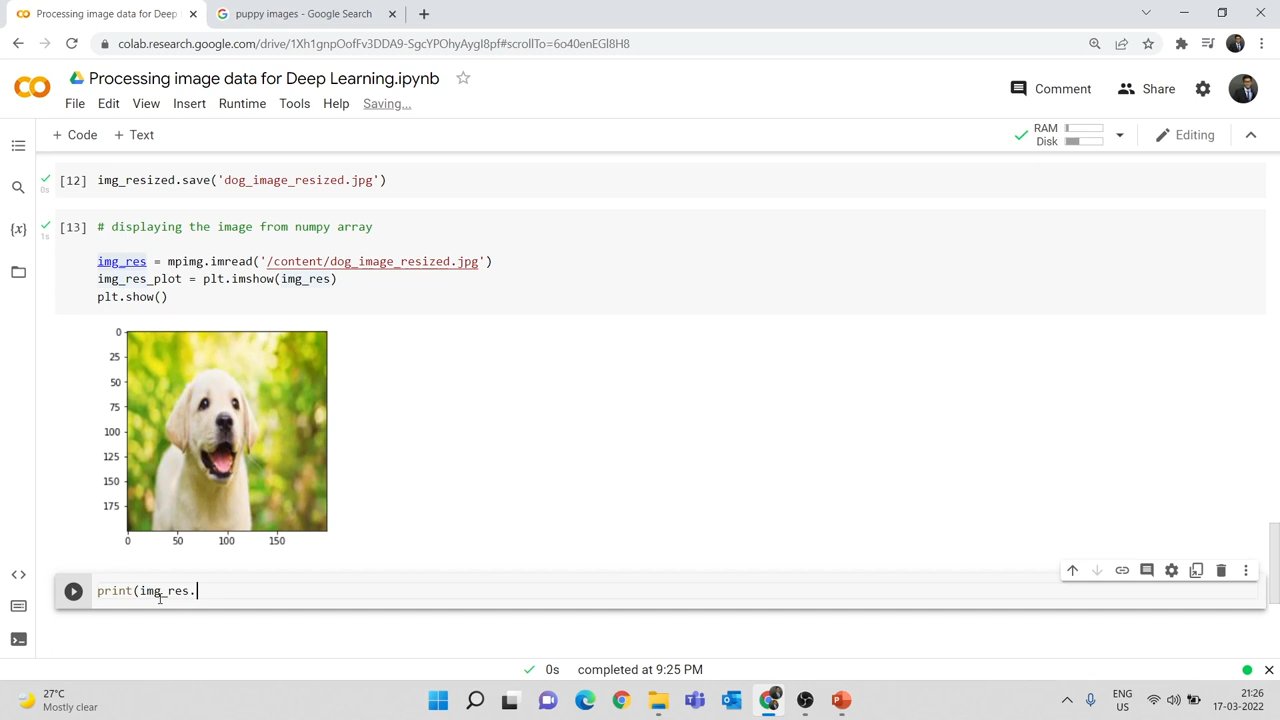 Processing image data for Deep Le
puppy images - Google Search
colab.research.google.com/drive/1Xh1gnpOofFv3DDA9-SgcYPOhyAygI8pf#scrollTo=6o40enEGl8H8
Processing image data for Deep Learning.ipynb
File Edit View Insert Runtime Tools Help Saving...
Comment Share
+ Code + Text
RAM
Disk
Editing
[12] img_resized.save('dog_image_resized.jpg')
0s
[13] # displaying the image from numpy array
1s
img_res = mpimg.imread('/content/dog_image_resized.jpg')
img_res_plot = plt.imshow(img_res)
plt.show()
0
25
50
75
100
125
150
175
0 50 100 150
print(img_res.
0s completed at 9:25 PM
27°C
Mostly clear
ENG
US
21:26
17-03-2022